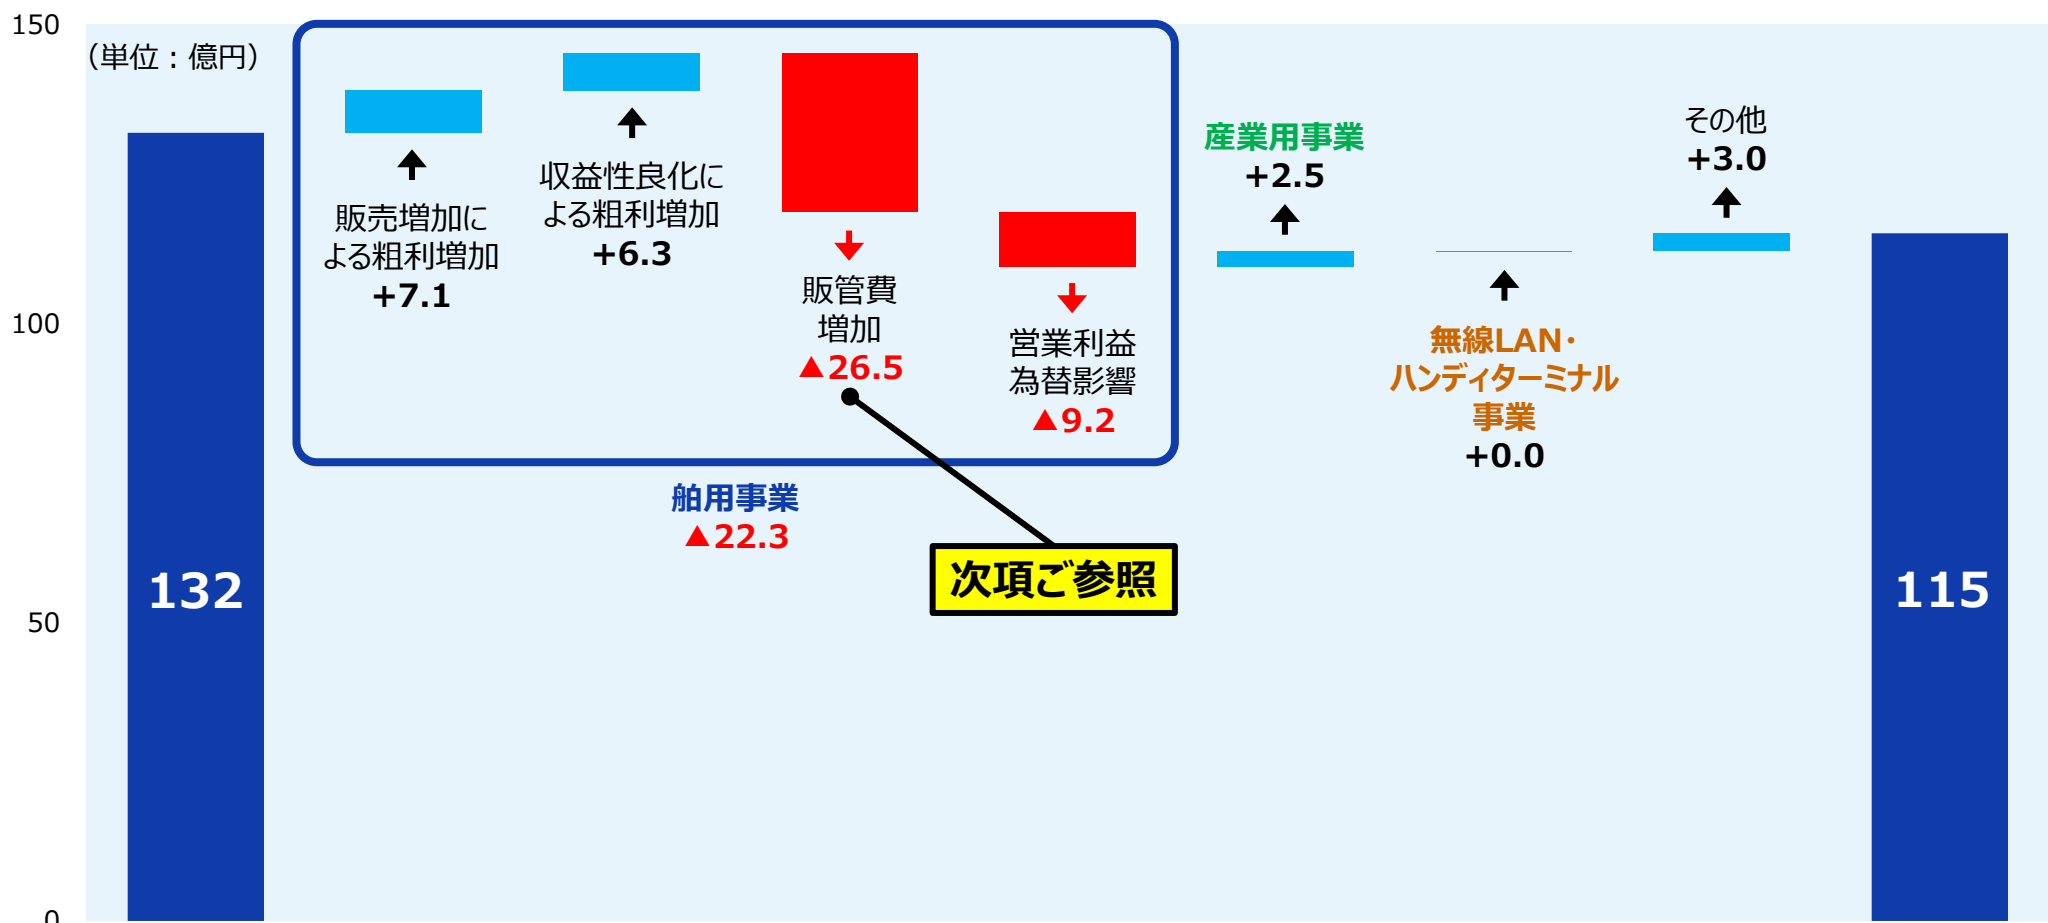 150
(単位：億円)
100
50
0
132
販売増加に
よる粗利増加
+7.1
収益性良化に
よる粗利増加
+6.3
販管費
増加
▲26.5
営業利益
為替影響
▲9.2
舶用事業
▲22.3
次項ご参照
産業用事業
+2.5
無線LAN・
ハンディターミナル
事業
+0.0
その他
+3.0
115